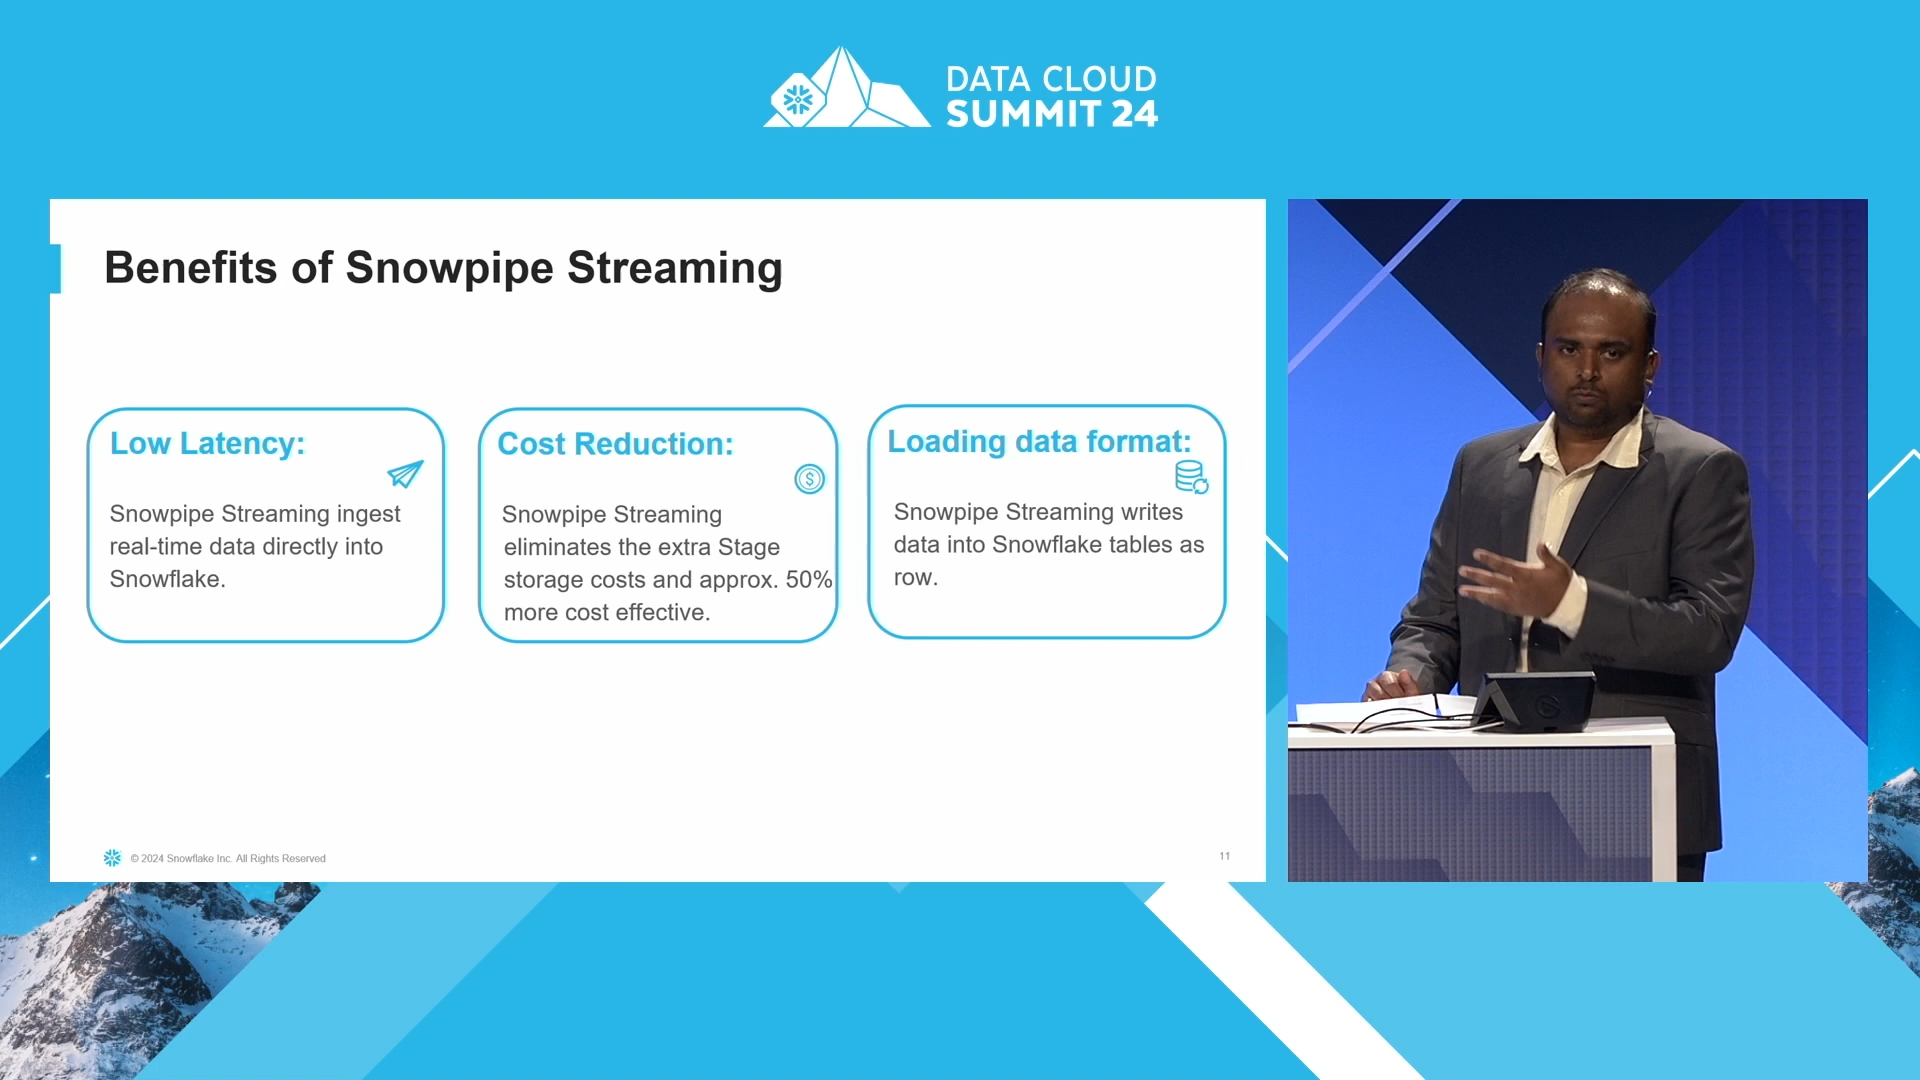 DATA CLOUD
SUMMIT 24
Benefits of Snowpipe Streaming
Low Latency:
Snowpipe Streaming ingest
real-time data directly into
Snowflake.
Cost Reduction:
Snowpipe Streaming
eliminates the extra Stage
storage costs and approx. 50%
more cost effective.
Loading data format:
Snowpipe Streaming writes
data into Snowflake tables as
row.
© 2024 Snowflake Inc. All Rights Reserved
11